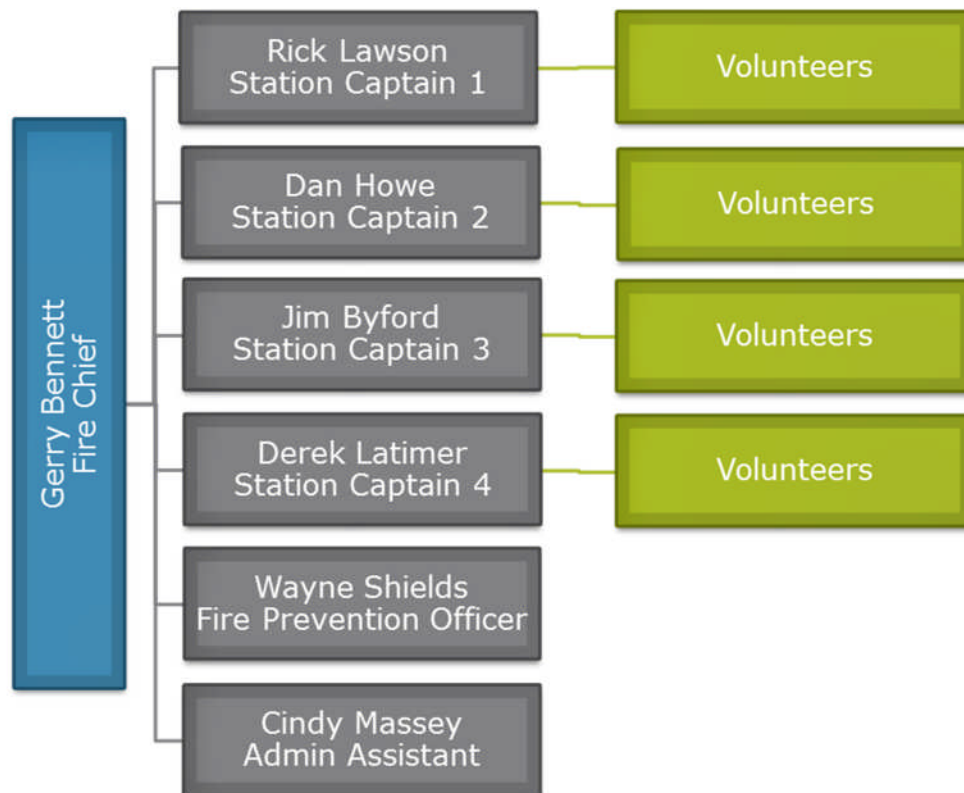 Gerry Bennett
Fire Chief
Rick Lawson
Station Captain 1
Volunteers
Dan Howe
Station Captain 2
Volunteers
Jim Byford
Station Captain 3
Volunteers
Derek Latimer
Station Captain 4
Volunteers
Wayne Shields
Fire Prevention Officer
Cindy Massey
Admin Assistant